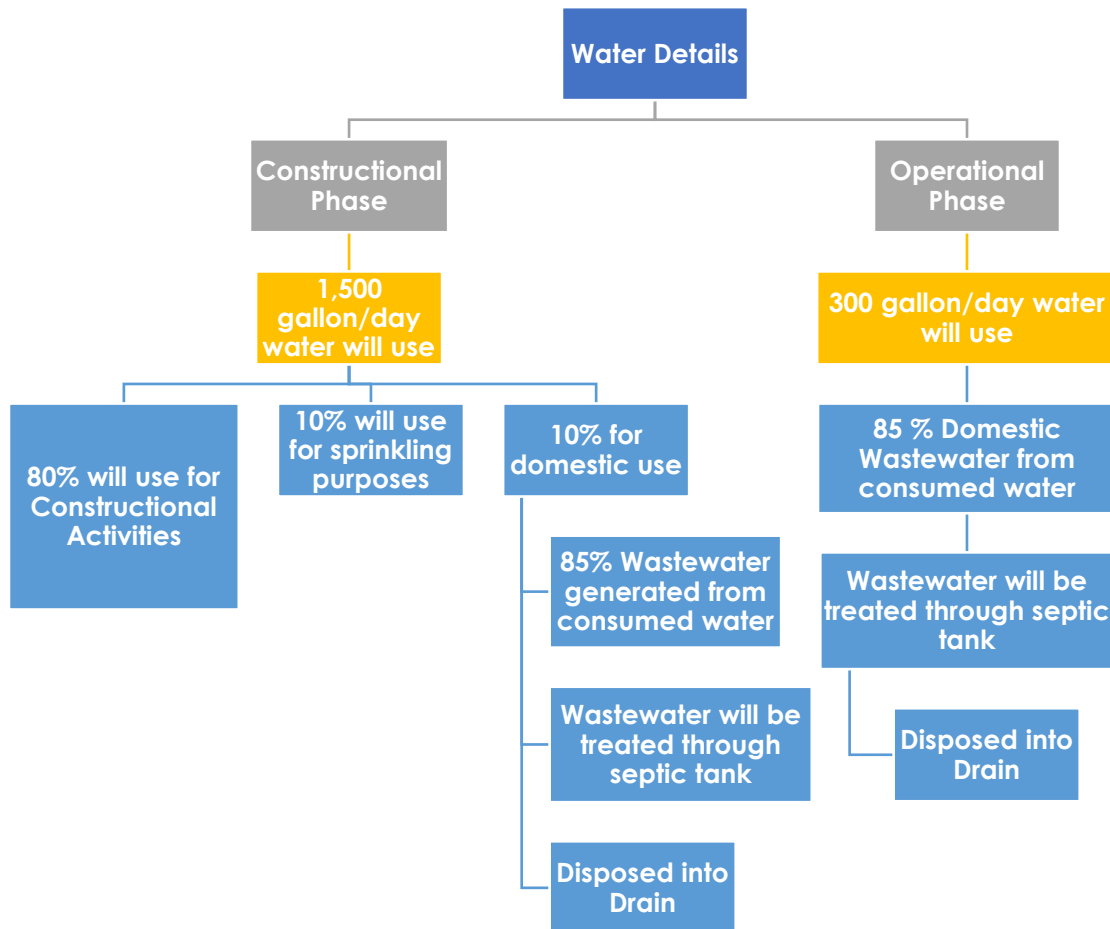 Water Details
Constructional
Phase
Operational
Phase
1,500
gallon/day
water will use
300 gallon/day water
will use
80% will use for
Constructional
Activities
10% will use
for sprinkling
purposes
10% for
domestic use
85% Wastewater
generated from
consumed water
Wastewater will be
treated through
septic tank
Disposed into
Drain
85 % Domestic
Wastewater from
consumed water
Wastewater will be
treated through septic
tank
Disposed into
Drain